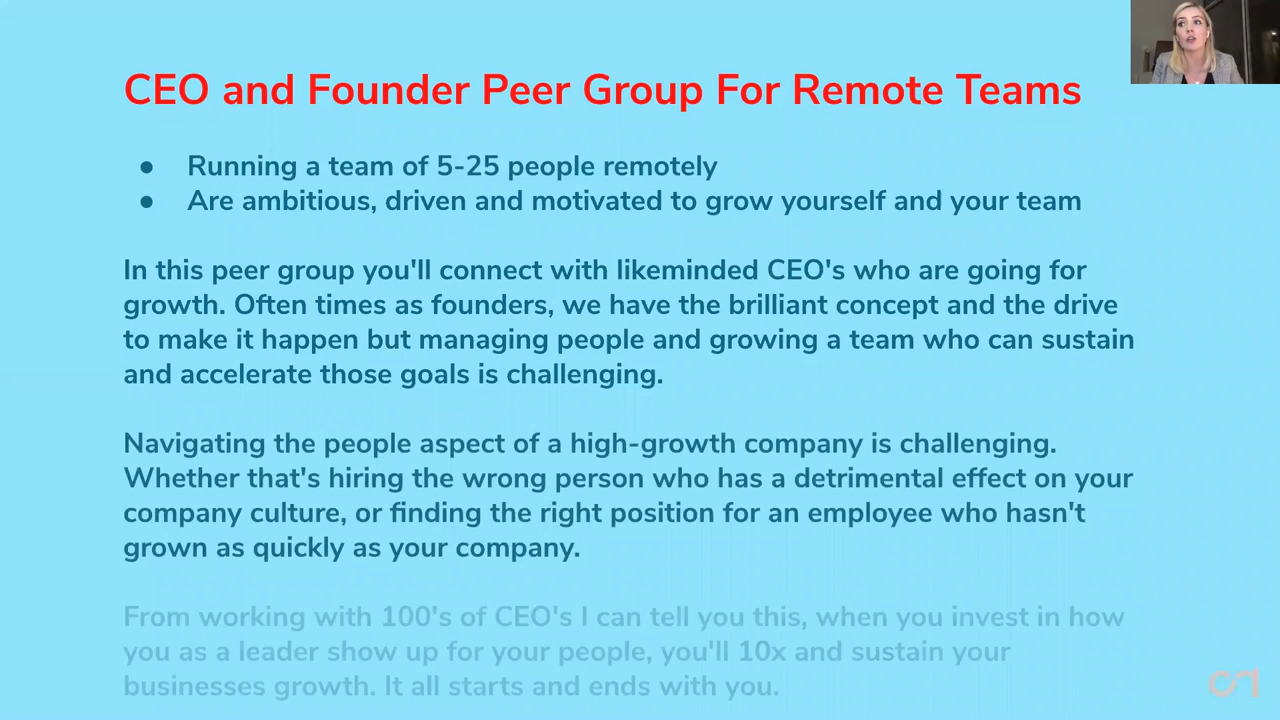 CEO and Founder Peer Group For Remote Teams
● Running a team of 5-25 people remotely
● Are ambitious, driven and motivated to grow yourself and your team
In this peer group you'll connect with likeminded CEO's who are going for
growth. Often times as founders, we have the brilliant concept and the drive
to make it happen but managing people and growing a team who can sustain
and accelerate those goals is challenging.
Navigating the people aspect of a high-growth company is challenging.
Whether that's hiring the wrong person who has a detrimental effect on your
company culture, or finding the right position for an employee who hasn't
grown as quickly as your company.
From working with 100's of CEO's I can tell you this, when you invest in how
you as a leader show up for your people, you'll 10x and sustain your
businesses growth. It all starts and ends with you.